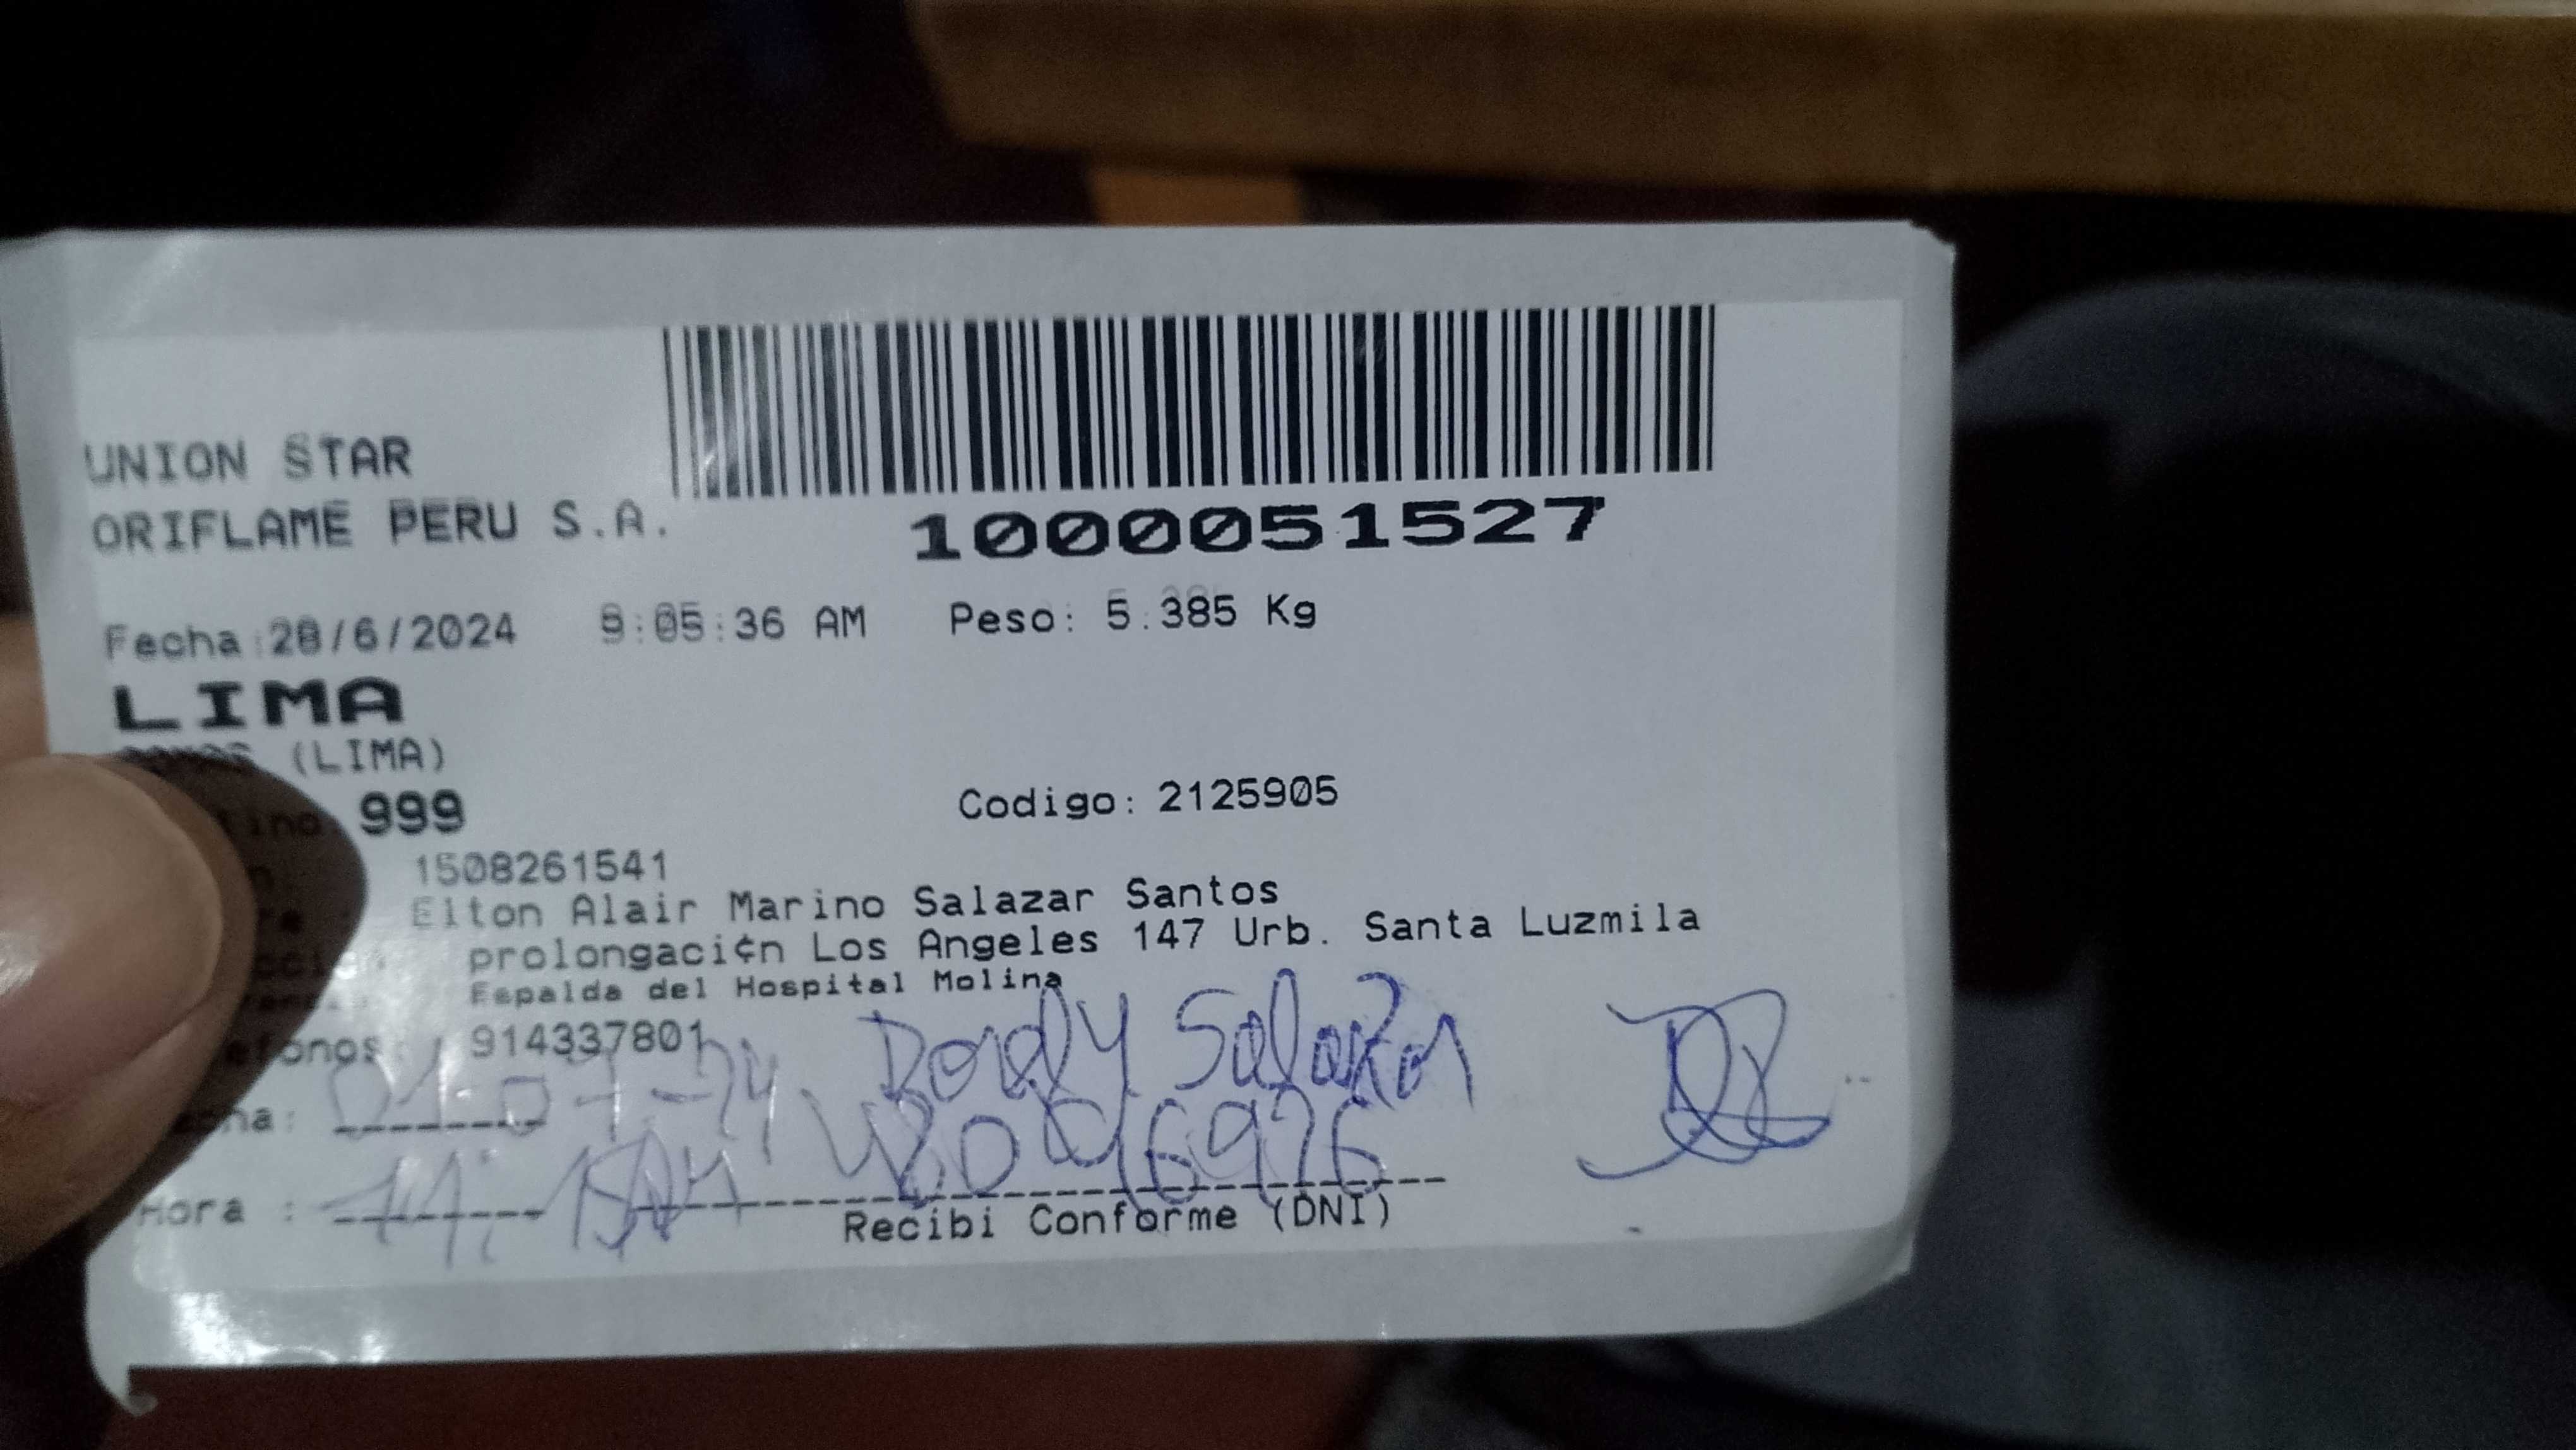 UNION STAR
ORIFLAME PERU S.A.
1000051527
Fecha:28/6/2024 9:05:36 AM Peso: 5.385 Kg
LIMA
(LIMA)
999 Codigo: 2125905
1508261541
Elton Alair Marino Salazar Santos
prolongaci¢n Los Angeles 147 Urb. Santa Luzmila
Espalda del Hospital Molina
914337801
Salazar
Hora :
Recibi Conforme (DNI)